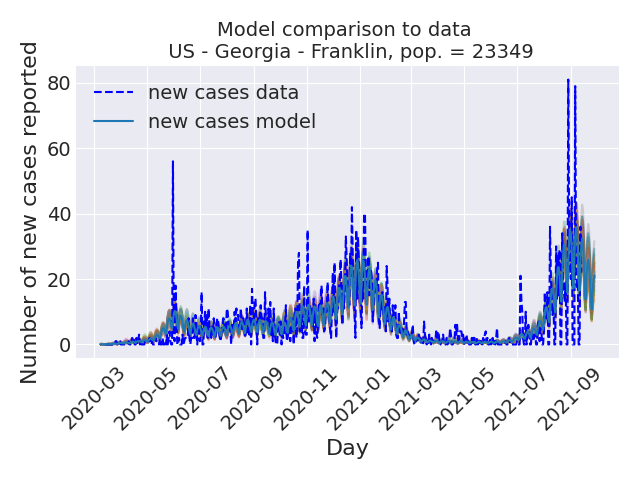 Model comparison to data
US - Georgia - Franklin, pop. = 23349
Number of new cases reported
80
60
40
20
0
new cases data
new cases model
2020-03
2020-05
2020-07
2020-09
2020-11
2021-01
2021-03
2021-05
2021-07
2021-09
Day